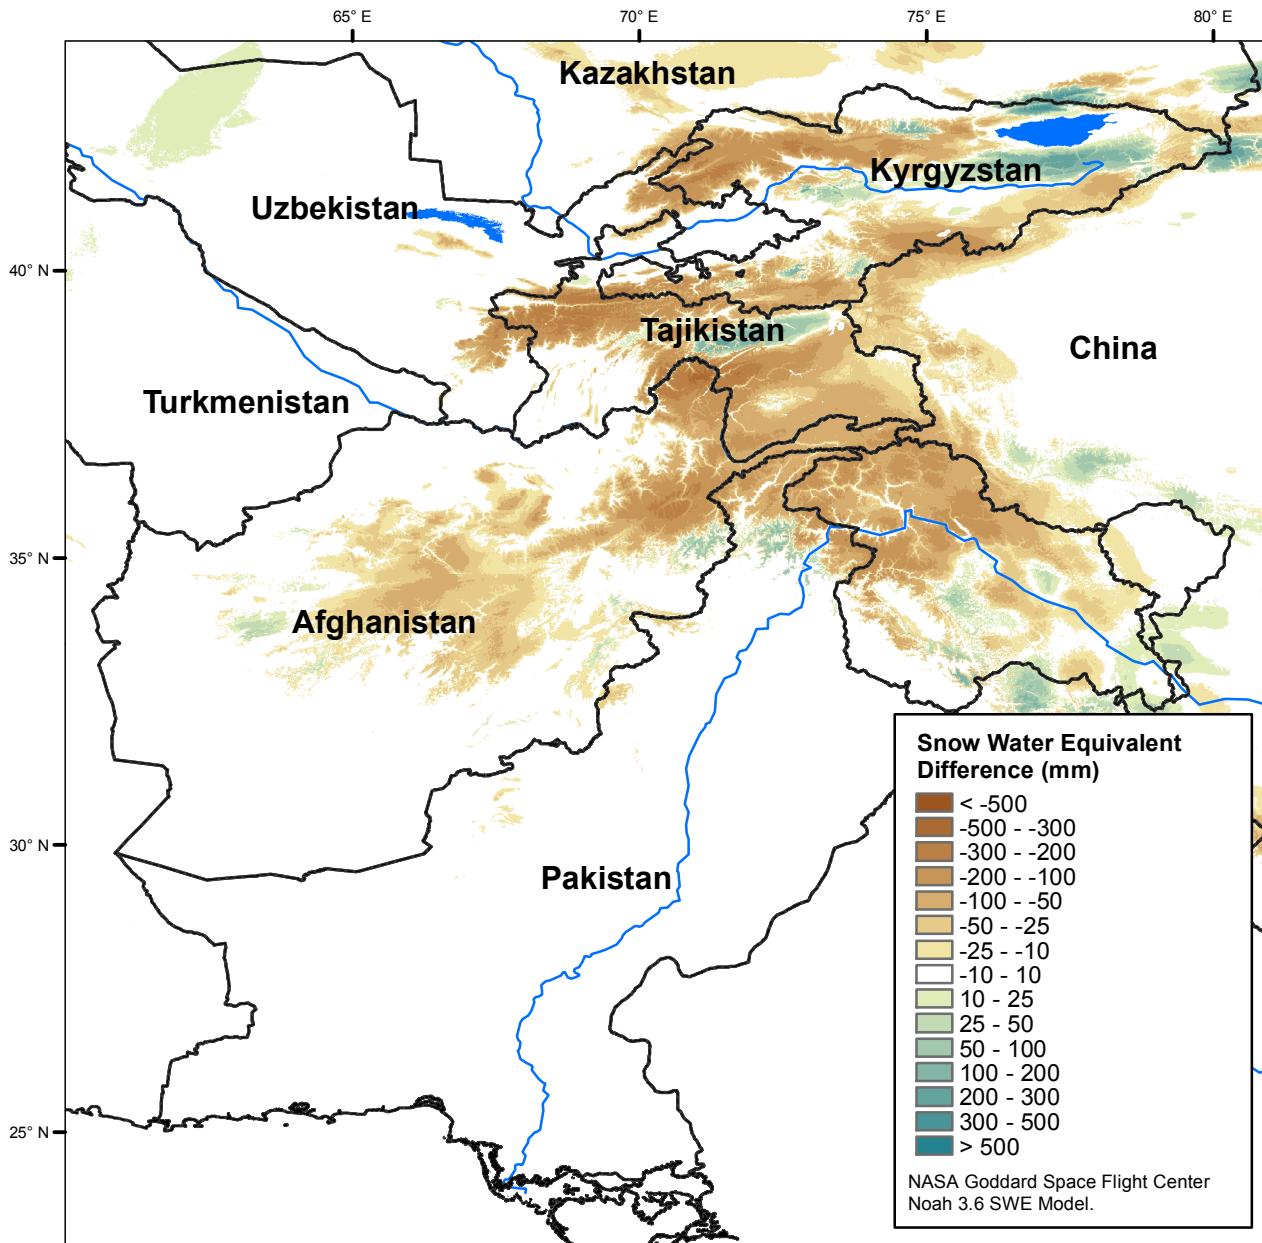 65° E
70° E
75° E
80° E
Kazakhstan
Kyrgyzstan
Uzbekistan
40° N
Tajikistan
China
Turkmenistan
35° N
Afghanistan
30° N
Pakistan
25° N
Snow Water Equivalent
Difference (mm)
< -500
-500 - -300
-300 - -200
-200 - -100
-100 - -50
-50 - -25
-25 - -10
-10 - 10
10 - 25
25 - 50
50 - 100
100 - 200
200 - 300
300 - 500
> 500
NASA Goddard Space Flight Center
Noah 3.6 SWE Model.